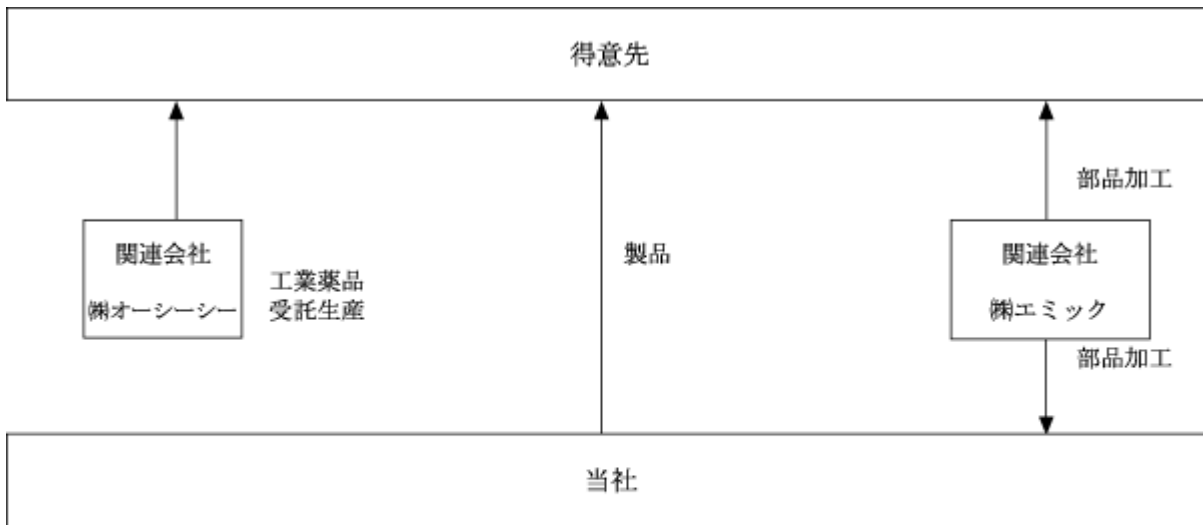 得意先
部品加工
関連会社
㈱オーシーシー
工業薬品
受託生産
製品
関連会社
㈱エミック
部品加工
当社